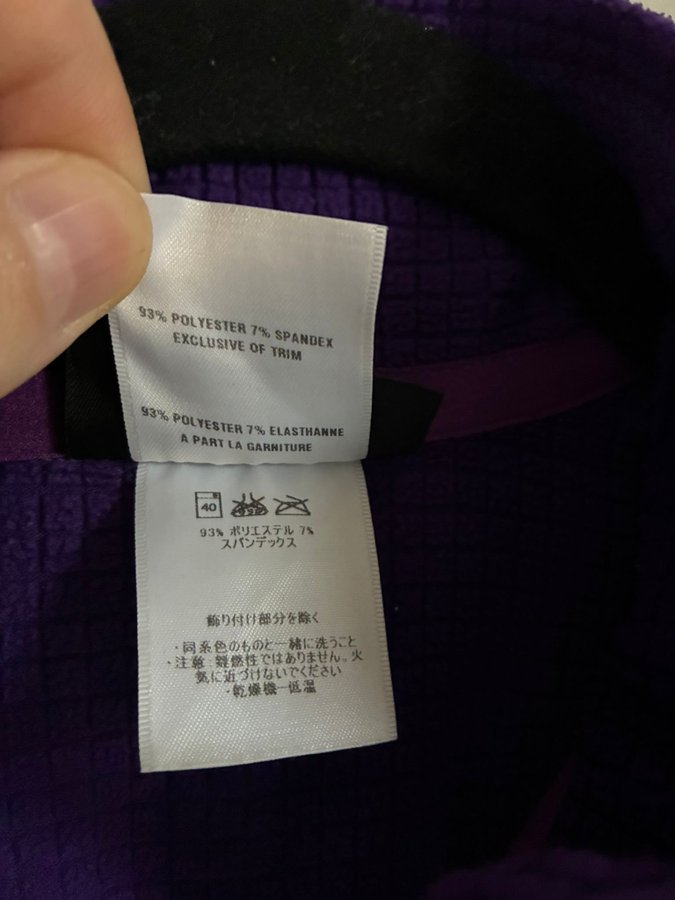 93% POLYESTER 7% SPANDEX
EXCLUSIVE OF TRIM
93% POLYESTER 7% ELASTHANNE
A PART LA GARNITURE
40
93% ポリエステル 7%
スパンデックス
飾り付け部分を除く
・同系色のものと一緒に洗うこと
・注意:難燃性ではありません。火
気に近づけないでください
・乾燥機ー低温